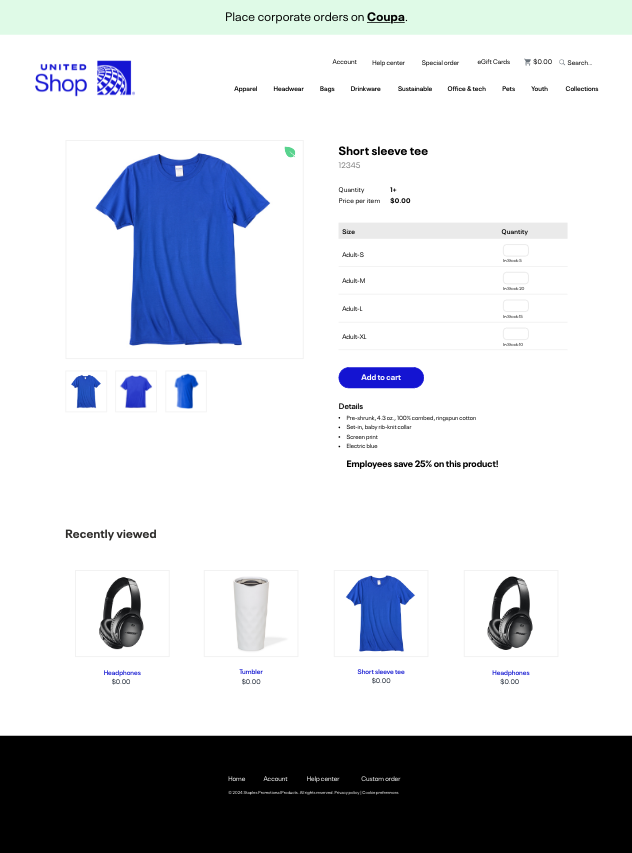 Place corporate orders on Coupa.
UNITED
Shop
Account Help center Special order eGift Cards $0.00 Search...
Apparel Headwear Bags Drinkware Sustainable Office & tech Pets Youth Collections
Short sleeve tee
12345
Quantity 1+
Price per item $0.00
Size Quantity
Adult-S
In Stock: 5
Adult-M
In Stock: 20
Adult-L
In Stock: 15
Adult-XL
In Stock: 10
Add to cart
Details
Pre-shrunk, 4.3 oz., 100% combed, ringspun cotton
Set-in, baby rib-knit collar
Screen print
Electric blue
Employees save 25% on this product!
Recently viewed
Headphones Tumbler Short sleeve tee Headphones
$0.00 $0.00 $0.00 $0.00
Home Account Help center Custom order
© 2024 Staples Promotional Products. All rights reserved. Privacy policy | Cookie preferences